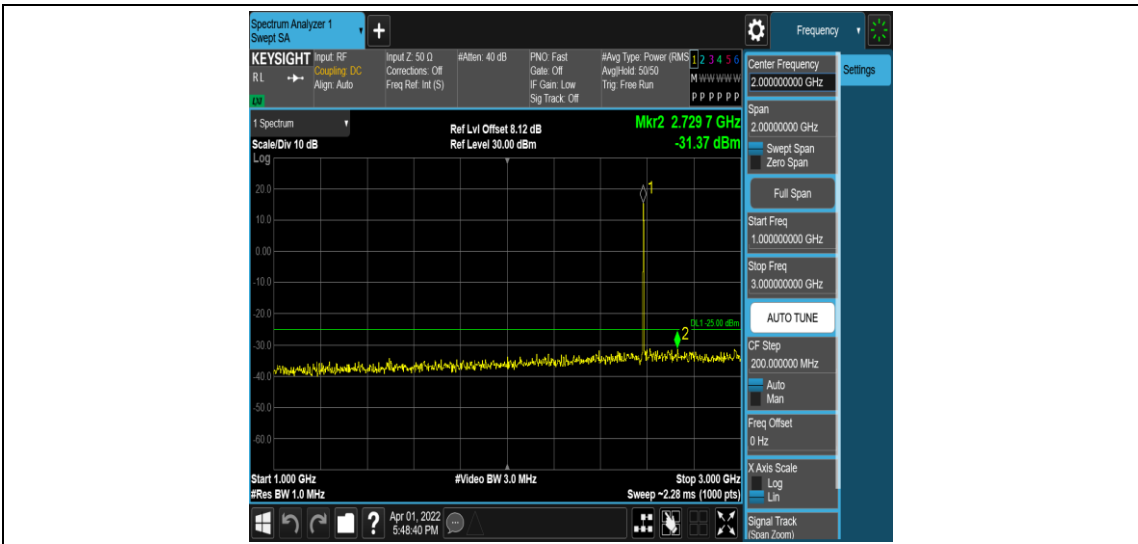 Spectrum Analyzer 1
Swept SA
+
Frequency
KEYSIGHT
Input: RF
Coupling: DC
Align: Auto
RL
LXI
Input Z: 50 Ω
Corrections: Off
Freq Ref: Int (S)
#Atten: 40 dB
PNO: Fast
Gate: Off
IF Gain: Low
Sig Track: Off
#Avg Type: Power (RMS
Avg|Hold: 50/50
Trig: Free Run
1 2 3 4 5 6
M W W W W W
P P P P P P
1 Spectrum
Scale/Div 10 dB
Log
Ref Lvl Offset 8.12 dB
Ref Level 30.00 dBm
Mkr2 2.729 7 GHz
-31.37 dBm
20.0
10.0
0.00
-10.0
-20.0
-30.0
-40.0
-50.0
-60.0
1
DL1 -25.00 dBm
2
Start 1.000 GHz
#Res BW 1.0 MHz
#Video BW 3.0 MHz
Stop 3.000 GHz
Sweep ~2.28 ms (1000 pts)
?
Apr 01, 2022
5:48:40 PM
Center Frequency
2.000000000 GHz
Settings
Span
2.00000000 GHz
Swept Span
Zero Span
Full Span
Start Freq
1.000000000 GHz
Stop Freq
3.000000000 GHz
AUTO TUNE
CF Step
200.000000 MHz
Auto
Man
Freq Offset
0 Hz
X Axis Scale
Log
Lin
Signal Track
(Span Zoom)